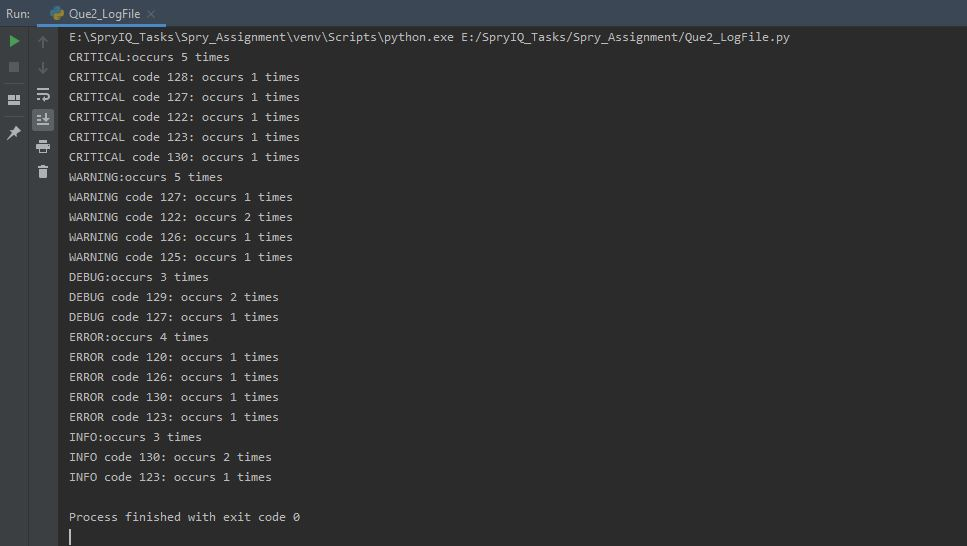 Run: Que2_LogFile
E:\SpryIQ_Tasks\Spry_Assignment\venv\Scripts\python.exe E:/SpryIQ_Tasks/Spry_Assignment/Que2_LogFile.py
CRITICAL:occurs 5 times
CRITICAL code 128: occurs 1 times
CRITICAL code 127: occurs 1 times
CRITICAL code 122: occurs 1 times
CRITICAL code 123: occurs 1 times
CRITICAL code 130: occurs 1 times
WARNING:occurs 5 times
WARNING code 127: occurs 1 times
WARNING code 122: occurs 2 times
WARNING code 126: occurs 1 times
WARNING code 125: occurs 1 times
DEBUG:occurs 3 times
DEBUG code 129: occurs 2 times
DEBUG code 127: occurs 1 times
ERROR:occurs 4 times
ERROR code 120: occurs 1 times
ERROR code 126: occurs 1 times
ERROR code 130: occurs 1 times
ERROR code 123: occurs 1 times
INFO:occurs 3 times
INFO code 130: occurs 2 times
INFO code 123: occurs 1 times
Process finished with exit code 0